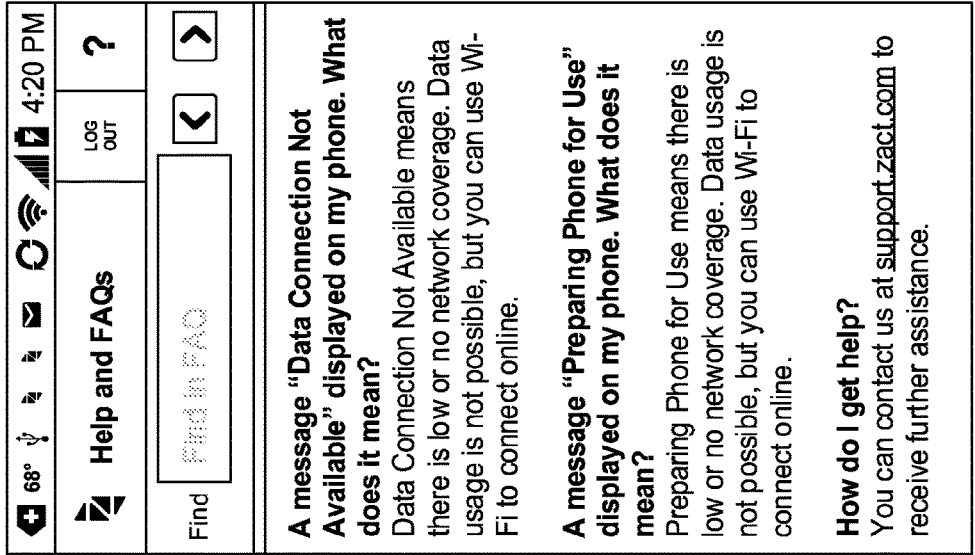 68° 4:20 PM
Help and FAQs LOG OUT ?
Find Find in FAQ < >
A message “Data Connection Not
Available” displayed on my phone. What
does it mean?
Data Connection Not Available means
there is low or no network coverage. Data
usage is not possible, but you can use Wi-
Fi to connect online.
A message “Preparing Phone for Use”
displayed on my phone. What does it
mean?
Preparing Phone for Use means there is
low or no network coverage. Data usage is
not possible, but you can use Wi-Fi to
connect online.
How do I get help?
You can contact us at support.zact.com to
receive further assistance.